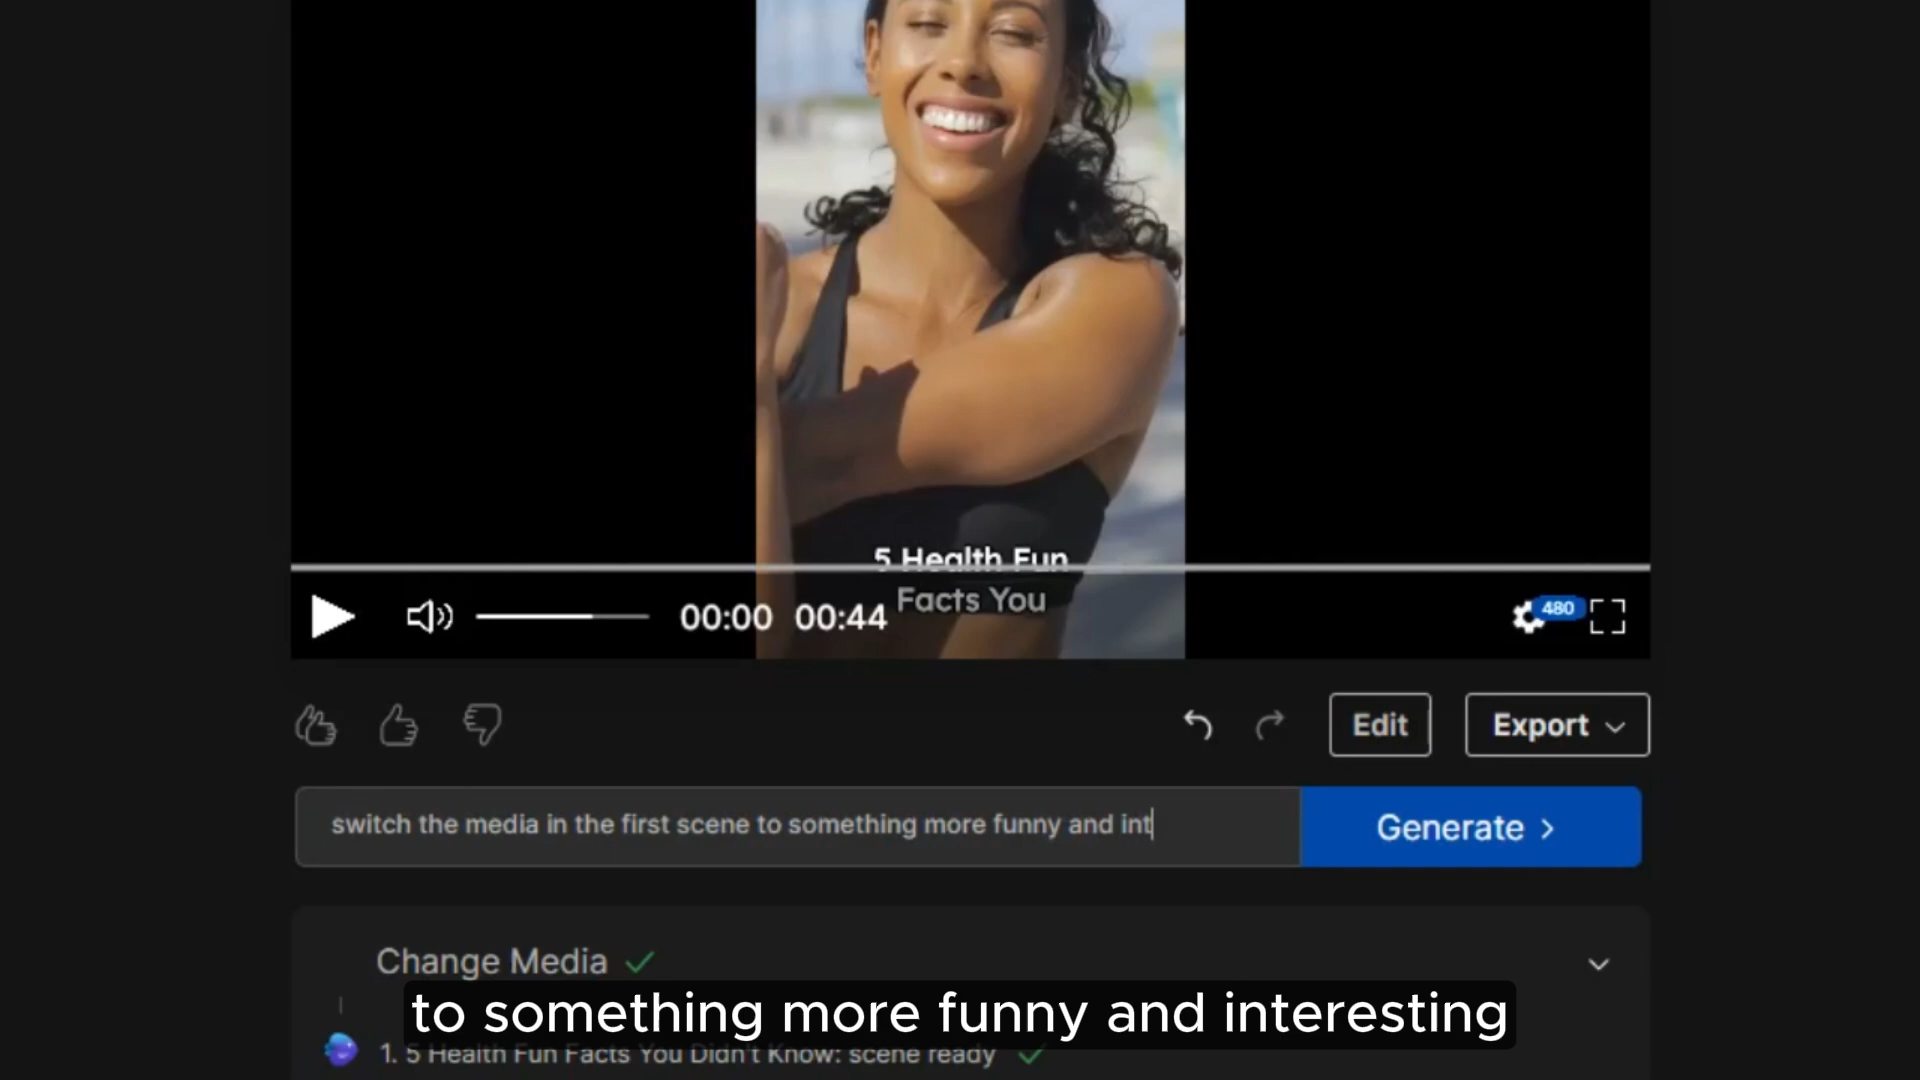 5 Health Fun
Facts You
00:00 00:44
480
Edit
Export
switch the media in the first scene to something more funny and int
Generate
Change Media
to something more funny and interesting
1. 5 Health Fun Facts You Didn't Know: scene ready